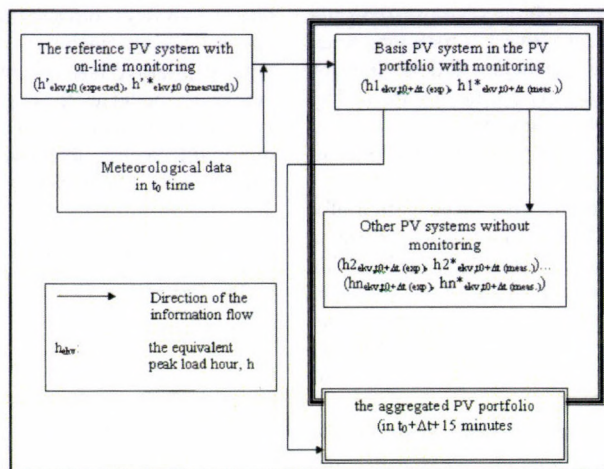 The reference PV system with
on-line monitoring
(h'ekv,t0 (expected), h'*ekv,t0 (measured))
Basis PV system in the PV
portfolio with monitoring
(h1ekv,t0+Δt (exp), h1*ekv,t0+Δt (meas.))
Meteorological data
in t0 time
Other PV systems without
monitoring
(h2ekv,t0+Δt (exp), h2*ekv,t0+Δt (meas.)...
(hnekv,t0+Δt (exp), hn*ekv,t0+Δt (meas.))
Direction of the
information flow
hekv: the equivalent
peak load hour, h
the aggregated PV portfolio
(in t0+Δt+15 minutes